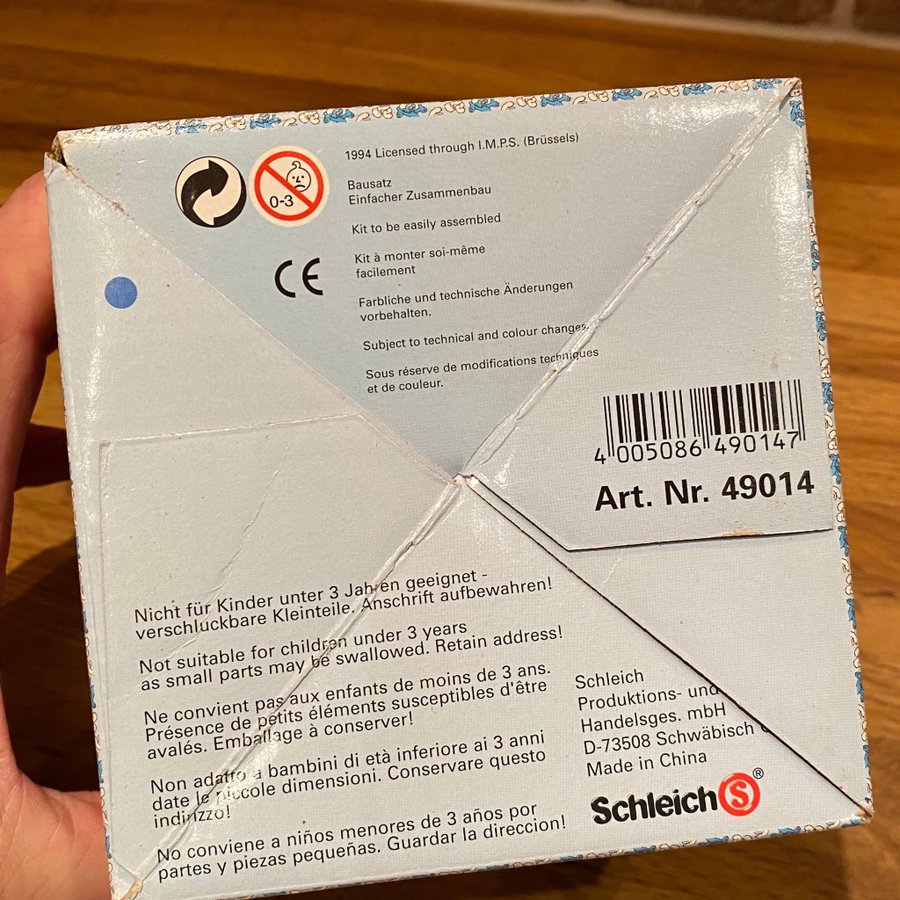 1994 Licensed through I.M.P.S. (Brüssels)
0-3
Bausatz
Einfacher Zusammenbau
Kit to be easily assembled
CE
Kit à monter soi-même
facilement
Farbliche und technische Änderungen
vorbehalten.
Subject to technical and colour changes.
Sous réserve de modifications techniques
et de couleur.
4 005086 490147
Art. Nr. 49014
Nicht für Kinder unter 3 Jahren geeignet -
verschluckbare Kleinteile. Anschrift aufbewahren!
Not suitable for children under 3 years
as small parts may be swallowed. Retain address!
Ne convient pas aux enfants de moins de 3 ans.
Présence de petits éléments susceptibles d'être
avalés. Emballage à conserver!
Non adatto a bambini di età inferiore ai 3 anni
date le piccole dimensioni. Conservare questo
indirizzo!
No conviene a niños menores de 3 años por
partes y piezas pequeñas. Guardar la direccion!
Schleich
Produktions- und
Handelsges. mbH
D-73508 Schwäbisch
Made in China
Schleich S ®